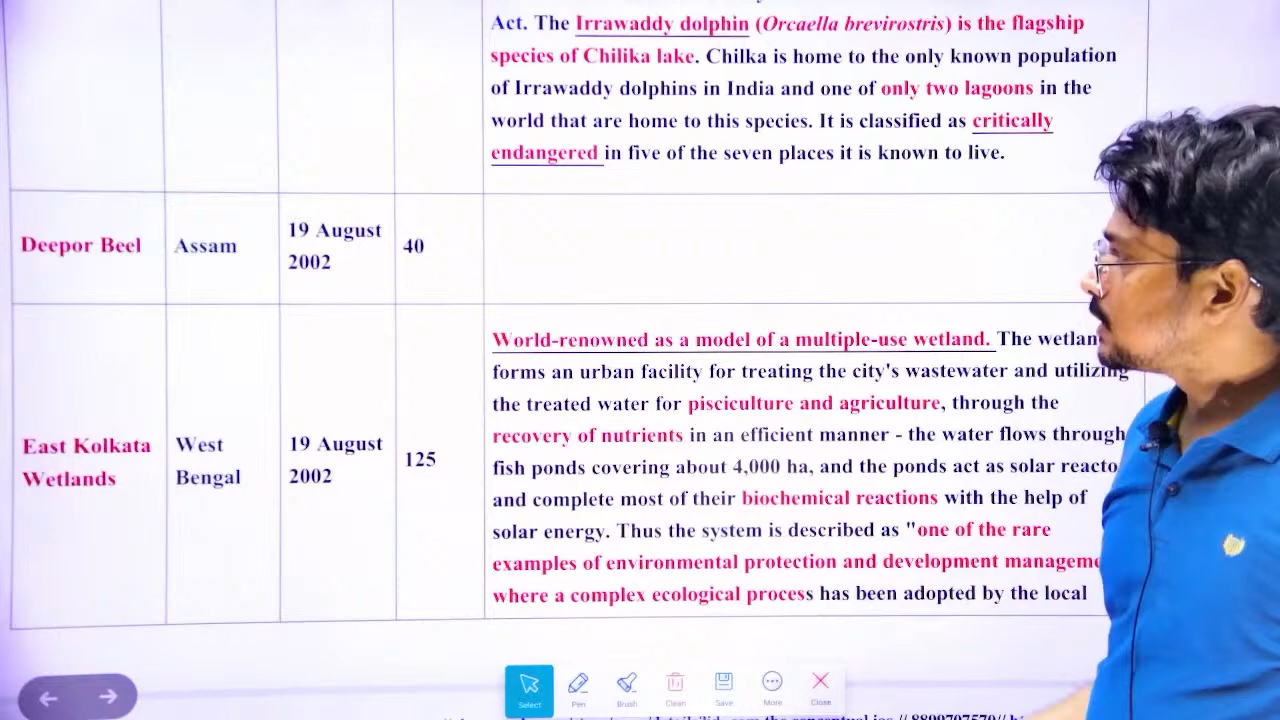 Act. The Irrawaddy dolphin (Orcaella brevirostris) is the flagship
species of Chilika lake. Chilka is home to the only known population
of Irrawaddy dolphins in India and one of only two lagoons in the
world that are home to this species. It is classified as critically
endangered in five of the seven places it is known to live.
Deepor Beel
Assam
19 August
2002
40
East Kolkata
Wetlands
West
Bengal
19 August
2002
125
World-renowned as a model of a multiple-use wetland. The wetlan
forms an urban facility for treating the city's wastewater and utilizing
the treated water for pisciculture and agriculture, through the
recovery of nutrients in an efficient manner - the water flows through
fish ponds covering about 4,000 ha, and the ponds act as solar reacto
and complete most of their biochemical reactions with the help of
solar energy. Thus the system is described as "one of the rare
examples of environmental protection and development manageme
where a complex ecological process has been adopted by the local
Select
Pen
Brush
Clean
Save
More
Close